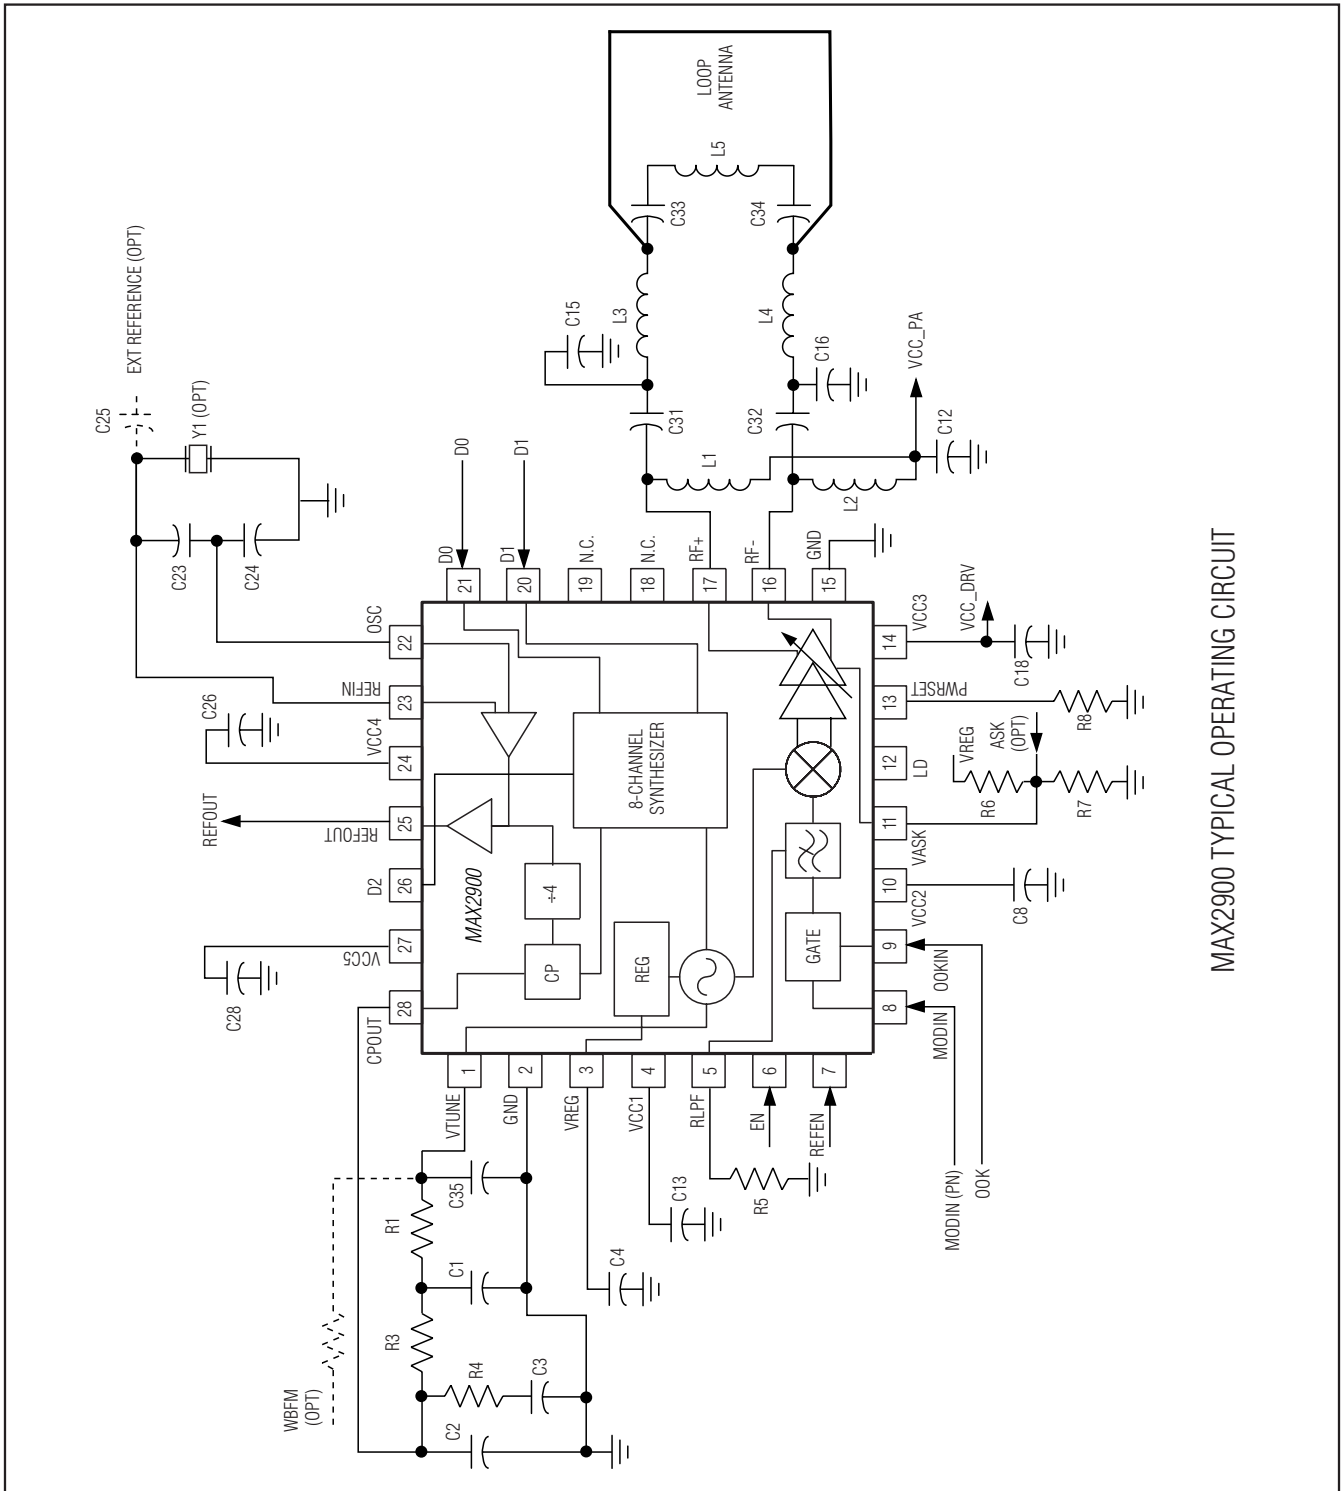 LOOP
ANTENNA
L5
C33
C34
EXT REFERENCE (OPT)
C25
Y1 (OPT)
C23
C24
C15
L3
L4
C16
VCC_PA
C31
C32
C12
L1
L2
D0
D1
D0
D1
N.C.
N.C.
RF+
RF-
GND
21
20
19
18
17
16
15
OSC
22
REFIN
23
C26
VCC4
24
REFOUT
REFOUT
25
D2
26
VCC5
27
C28
CPOUT
28
VCC3
14
VCC_DRV
C18
PWRSET
13
R8
LD
12
VREG
ASK
(OPT)
R6
R7
VASK
11
VCC2
10
C8
OOKIN
9
MODIN
8
MODIN (PN)
OOK
MAX2900
8-CHANNEL
SYNTHESIZER
÷4
CP
REG
GATE
1
2
3
4
5
6
7
VTUNE
GND
VREG
VCC1
RLPF
EN
REFEN
C35
R1
C1
R3
R4
C3
C2
WBFM
(OPT)
C4
C13
R5
MAX2900 TYPICAL OPERATING CIRCUIT